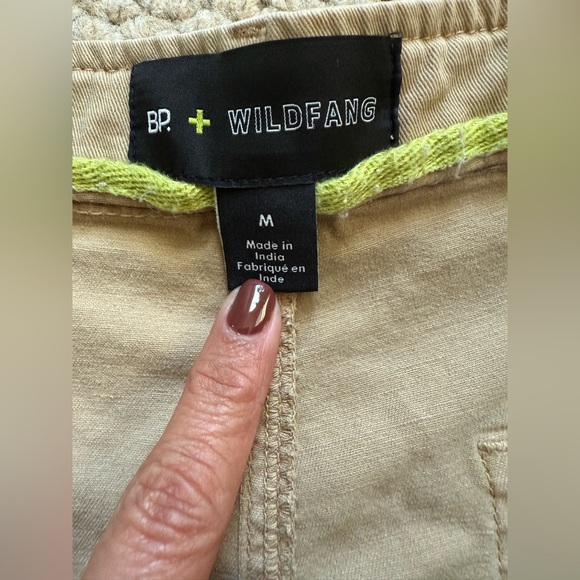 BP. + WILDFANG
M
Made in
India
Fabriqué en
Inde